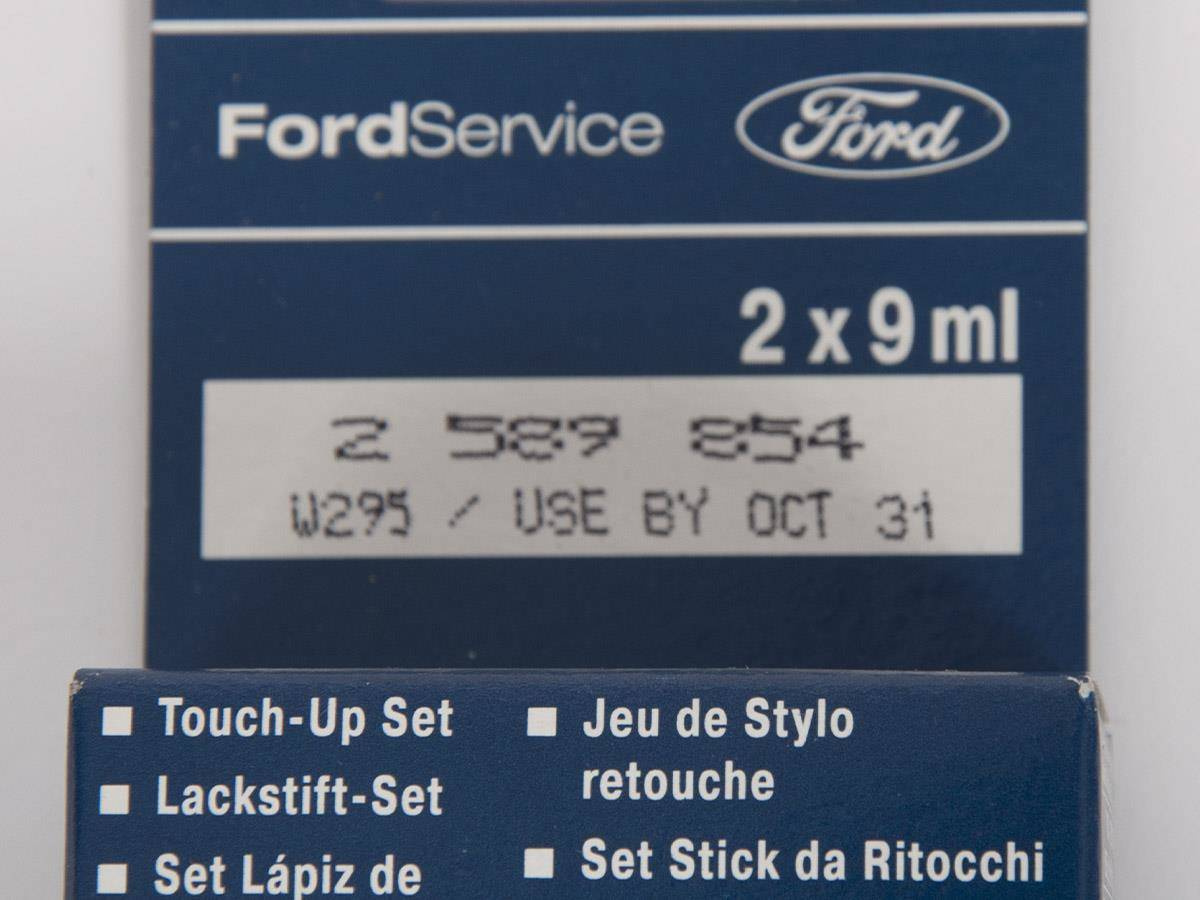 FordService Ford
2 x 9 ml
2 589 854
W295 / USE BY OCT 31
Touch-Up Set
Lackstift-Set
Set Lápiz de
Jeu de Stylo
retouche
Set Stick da Ritocchi